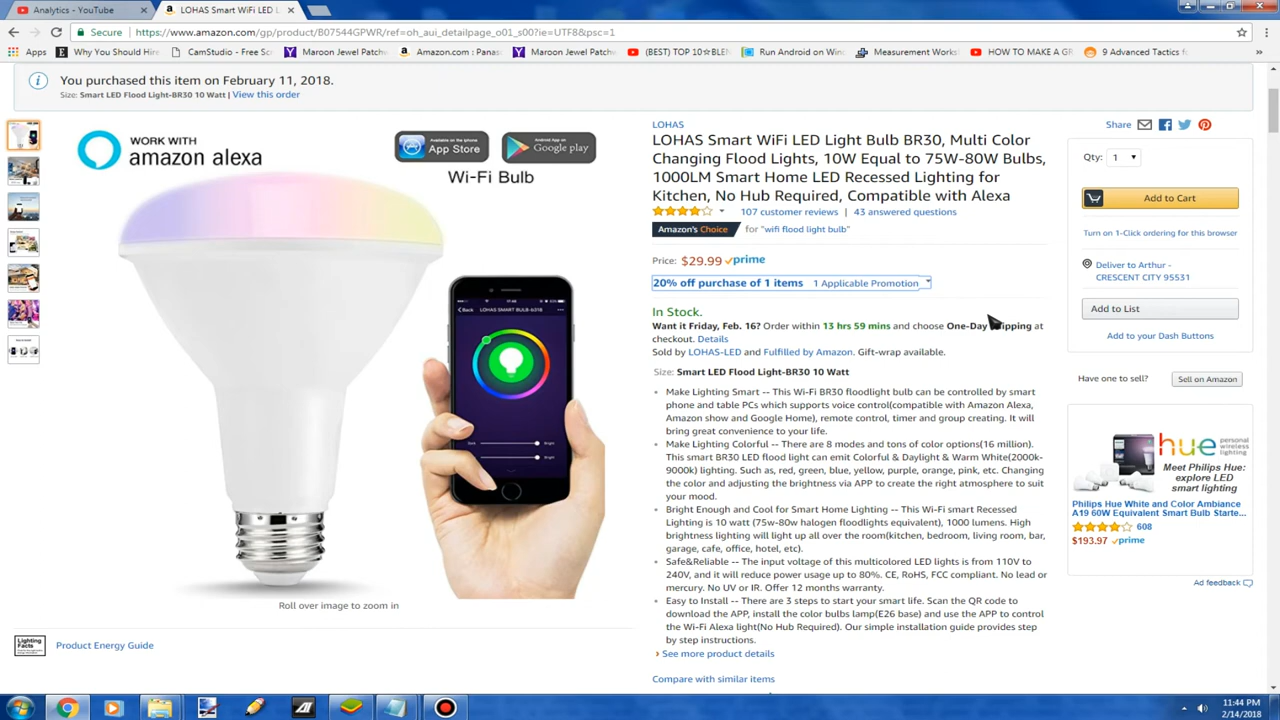 Analytics - YouTube
LOHAS Smart WiFi LED L
Secure
https://www.amazon.com/gp/product/B07544GPWR/ref=oh_aui_detailpage_o01_s00?ie=UTF8&psc=1
Apps
Why You Should Hire
CamStudio - Free Sc
Maroon Jewel Patchw
Amazon.com : Panas
Maroon Jewel Patchw
(BEST) TOP 10
Run Android on Wind
Measurement Works
HOW TO MAKE A GR
9 Advanced Tactics f
You purchased this item on February 11, 2018.
Size: Smart LED Flood Light-BR30 10 Watt | View this order
WORK WITH
amazon alexa
Available on the iPhone
App Store
Android App on
Google play
Wi-Fi Bulb
Back
LOHAS SMART BULB-b318
Dark
Bright
Bright
Roll over image to zoom in
Lighting
Facts
Product Energy Guide
LOHAS
LOHAS Smart WiFi LED Light Bulb BR30, Multi Color
Changing Flood Lights, 10W Equal to 75W-80W Bulbs,
1000LM Smart Home LED Recessed Lighting for
Kitchen, No Hub Required, Compatible with Alexa
107 customer reviews | 43 answered questions
Amazon's Choice for "wifi flood light bulb"
Price: $29.99 prime
20% off purchase of 1 items 1 Applicable Promotion
In Stock.
Want it Friday, Feb. 16? Order within 13 hrs 59 mins and choose One-Day at
checkout. Details
Sold by LOHAS-LED and Fulfilled by Amazon. Gift-wrap available.
Size: Smart LED Flood Light-BR30 10 Watt
Make Lighting Smart -- This Wi-Fi BR30 floodlight bulb can be controlled by smart
phone and table PCs which supports voice control(compatible with Amazon Alexa,
Amazon show and Google Home), remote control, timer and group creating. It will
bring great convenience to your life.
Make Lighting Colorful -- There are 8 modes and tons of color options(16 million).
This smart BR30 LED flood light can emit Colorful & Daylight & Warm White(2000k-
9000k) lighting. Such as, red, green, blue, yellow, purple, orange, pink, etc. Changing
the color and adjusting the brightness via APP to create the right atmosphere to suit
your mood.
Bright Enough and Cool for Smart Home Lighting -- This Wi-Fi smart Recessed
Lighting is 10 watt (75w-80w halogen floodlights equivalent), 1000 lumens. High
brightness lighting will light up all over the room(kitchen, bedroom, living room, bar,
garage, cafe, office, hotel, etc).
Safe&Reliable -- The input voltage of this multicolored LED lights is from 110V to
240V, and it will reduce power usage up to 80%. CE, RoHS, FCC compliant. No lead or
mercury. No UV or IR. Offer 12 months warranty.
Easy to Install -- There are 3 steps to start your smart life. Scan the QR code to
download the APP, install the color bulbs lamp(E26 base) and use the APP to control
the Wi-Fi Alexa light(No Hub Required). Our simple installation guide provides step
by step instructions.
› See more product details
Compare with similar items
Share
Qty: 1
Add to Cart
Turn on 1-Click ordering for this browser
Deliver to Arthur -
CRESCENT CITY 95531
Add to List
Add to your Dash Buttons
Have one to sell? Sell on Amazon
hue personal wireless lighting
Meet Philips Hue:
explore LED
smart lighting
Philips Hue White and Color Ambiance
A19 60W Equivalent Smart Bulb Starte...
608
$193.97 prime
Ad feedback
11:44 PM
2/14/2018